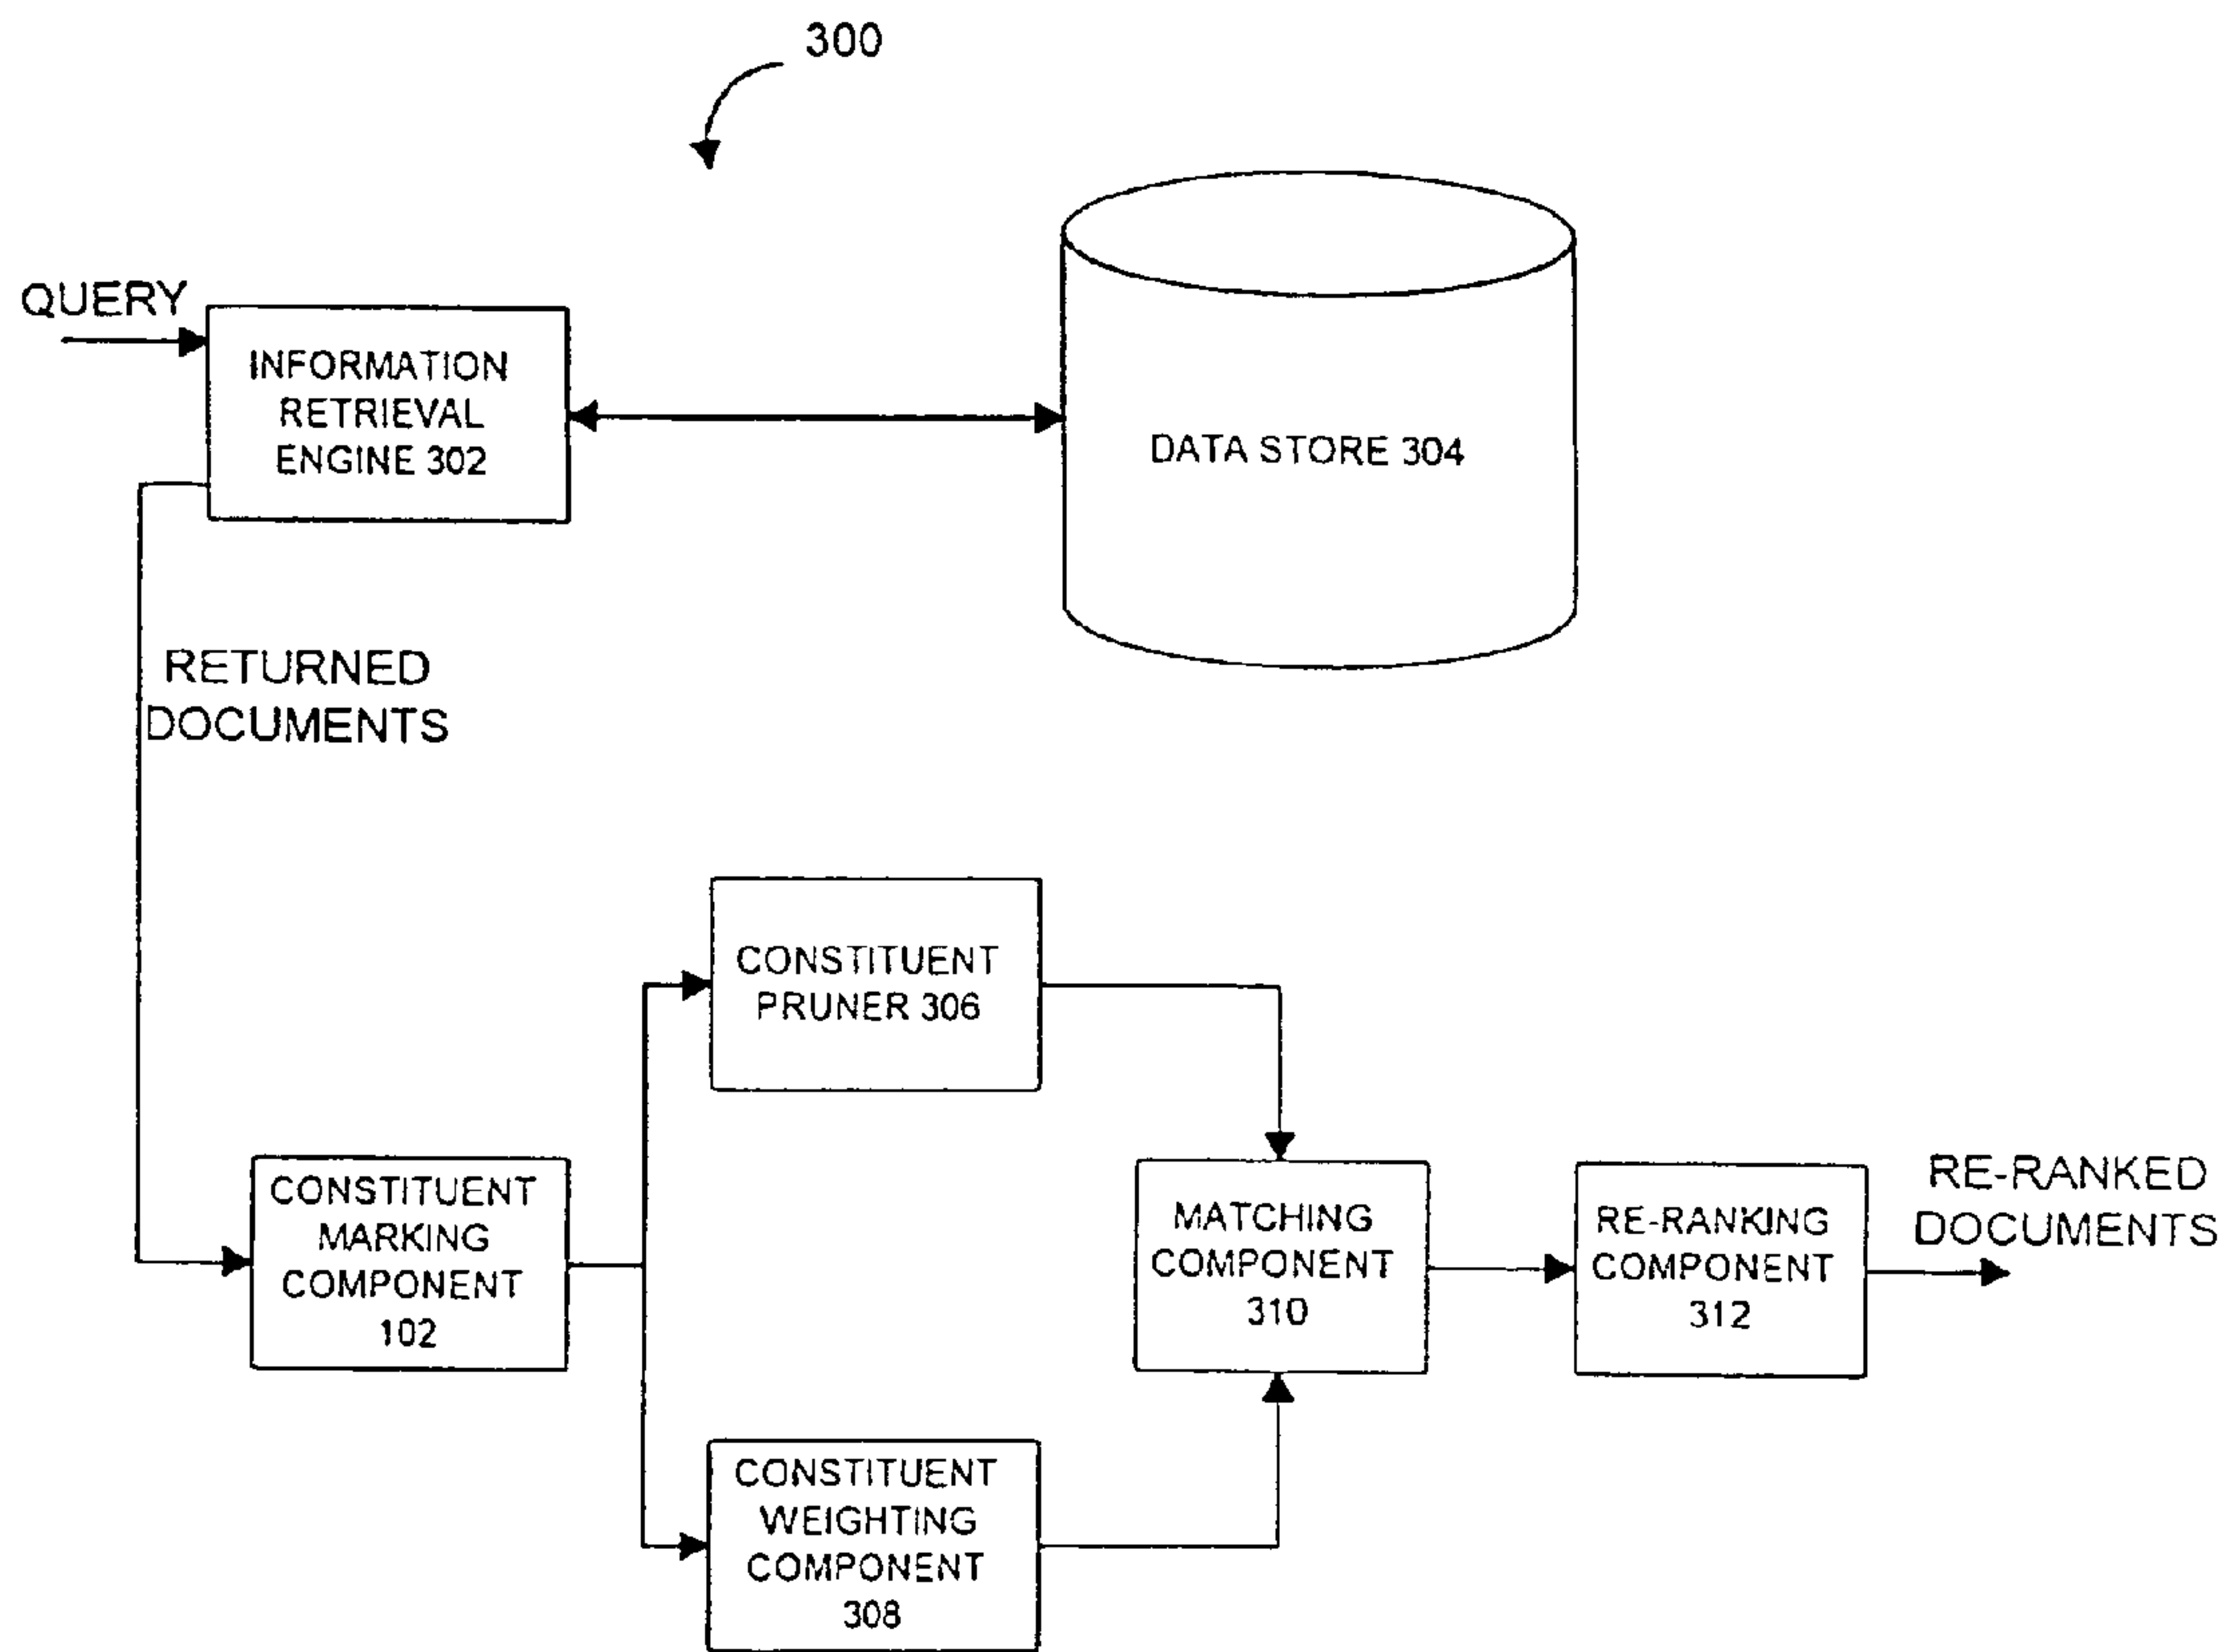 300
QUERY
INFORMATION
RETRIEVAL
ENGINE 302
DATA STORE 304
RETURNED
DOCUMENTS
CONSTITUENT
PRUNER 306
CONSTITUENT
MARKING
COMPONENT
102
MATCHING
COMPONENT
310
RE-RANKING
COMPONENT
312
RE-RANKED
DOCUMENTS
CONSTITUENT
WEIGHTING
COMPONENT
308